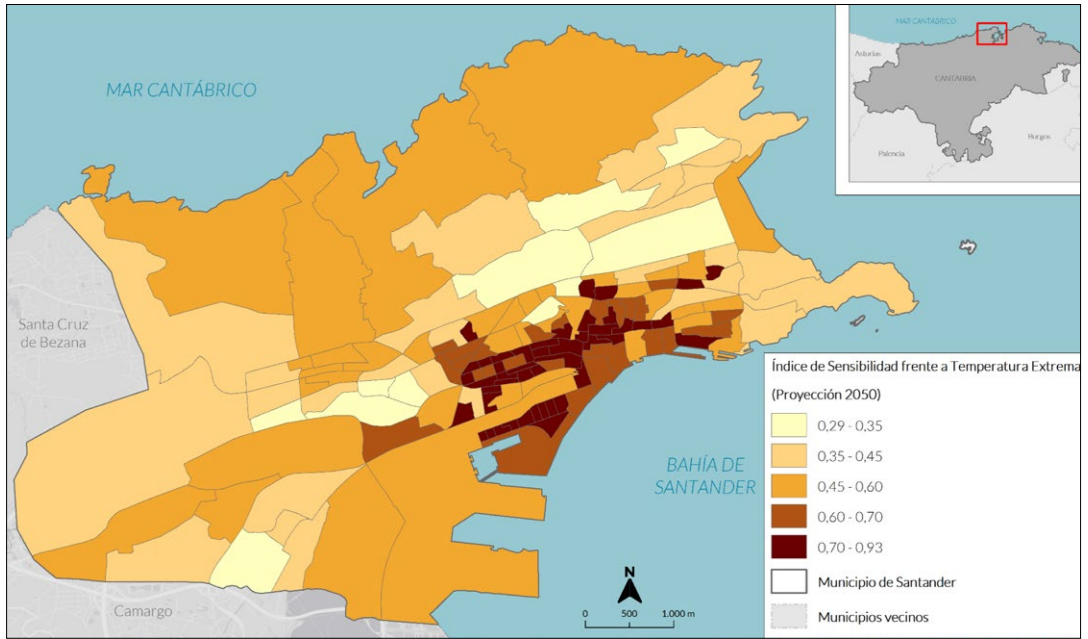 MAR CANTÁBRICO
MAR CANTÁBRICO
Asturias
CANTABRIA
Burgos
Palencia
Santa Cruz
de Bezana
BAHÍA DE
SANTANDER
Camargo
N
0 500 1.000 m
Índice de Sensibilidad frente a Temperatura Extrema
(Proyección 2050)
0,29 - 0,35
0,35 - 0,45
0,45 - 0,60
0,60 - 0,70
0,70 - 0,93
Municipio de Santander
Municipios vecinos